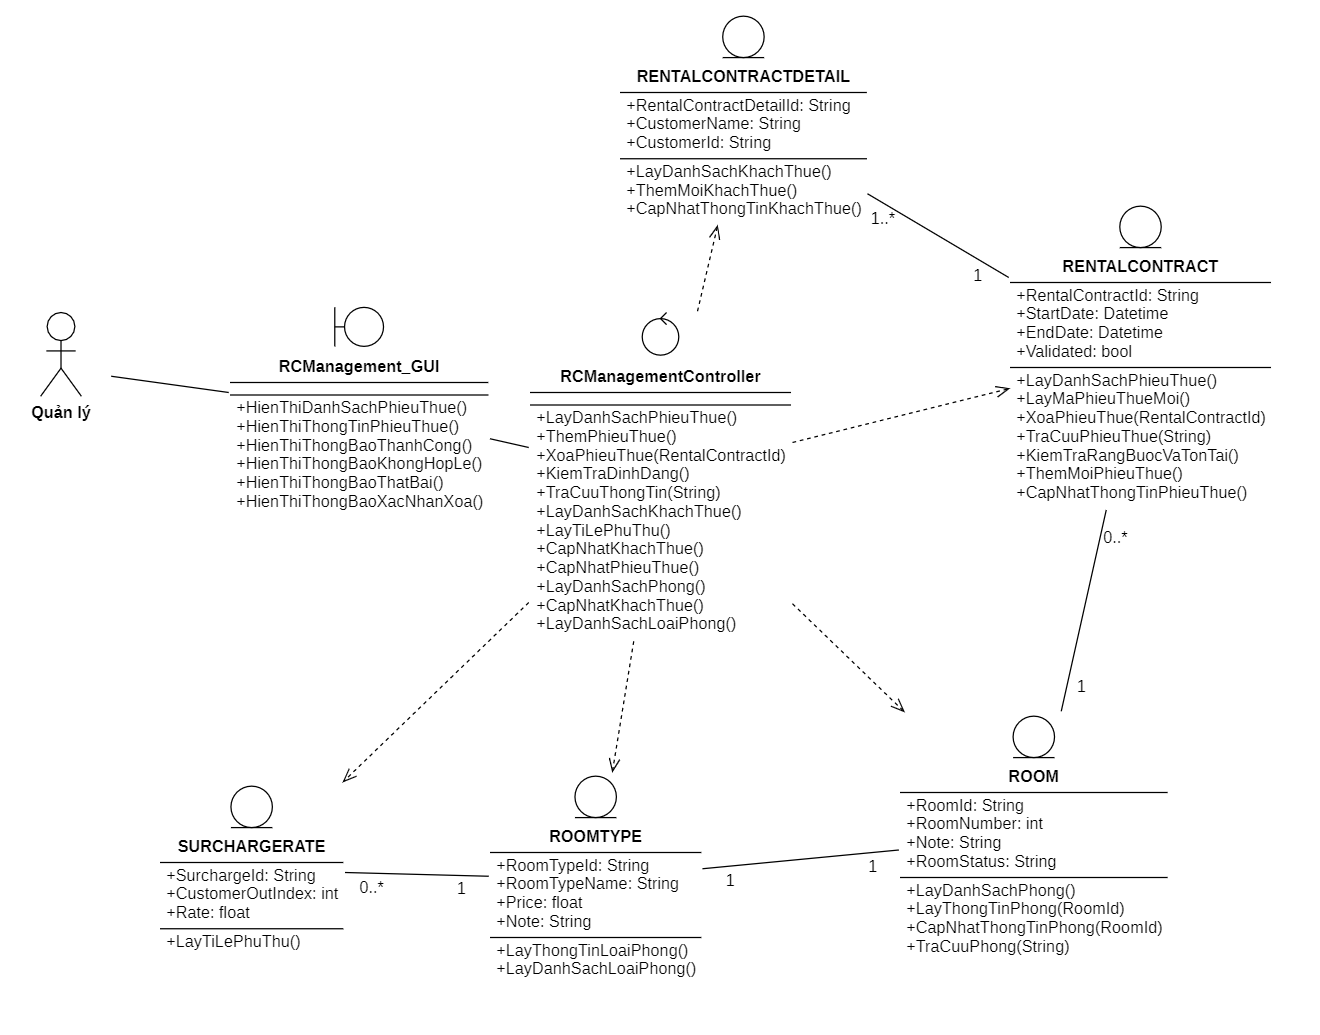 RENTALCONTRACTDETAIL
+RentalContractDetailId: String
+CustomerName: String
+CustomerId: String
+LayDanhSachKhachThue()
+ThemMoiKhachThue()
+CapNhatThongTinKhachThue()
1..*
1
RENTALCONTRACT
+RentalContractId: String
+StartDate: Datetime
+EndDate: Datetime
+Validated: bool
+LayDanhSachPhieuThue()
+LayMaPhieuThueMoi()
+XoaPhieuThue(RentalContractId)
+TraCuuPhieuThue(String)
+KiemTraRangBuocVaTonTai()
+ThemMoiPhieuThue()
+CapNhatThongTinPhieuThue()
Quản lý
RCManagement_GUI
+HienThiDanhSachPhieuThue()
+HienThiThongTinPhieuThue()
+HienThiThongBaoThanhCong()
+HienThiThongBaoKhongHopLe()
+HienThiThongBaoThatBai()
+HienThiThongBaoXacNhanXoa()
RCManagementController
+LayDanhSachPhieuThue()
+ThemPhieuThue()
+XoaPhieuThue(RentalContractId)
+KiemTraDinhDang()
+TraCuuThongTin(String)
+LayDanhSachKhachThue()
+LayTiLePhuThu()
+CapNhatKhachThue()
+CapNhatPhieuThue()
+LayDanhSachPhong()
+CapNhatKhachThue()
+LayDanhSachLoaiPhong()
0..*
1
SURCHARGERATE
+SurchargeId: String
+CustomerOutIndex: int
+Rate: float
+LayTiLePhuThu()
0..*
1
ROOMTYPE
+RoomTypeId: String
+RoomTypeName: String
+Price: float
+Note: String
+LayThongTinLoaiPhong()
+LayDanhSachLoaiPhong()
1
1
ROOM
+RoomId: String
+RoomNumber: int
+Note: String
+RoomStatus: String
+LayDanhSachPhong()
+LayThongTinPhong(RoomId)
+CapNhatThongTinPhong(RoomId)
+TraCuuPhong(String)